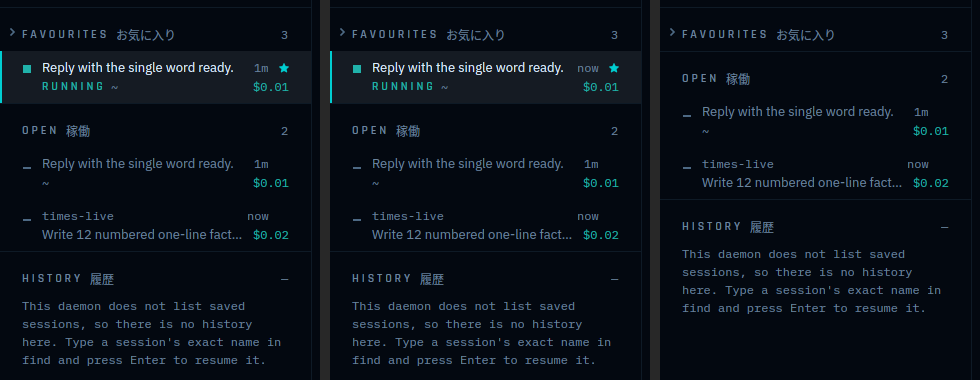 FAVOURITES お気に入り 3
Reply with the single word ready. 1m ★
RUNNING ~ $0.01
OPEN 稼働 2
Reply with the single word ready. 1m
~ $0.01
times-live now
Write 12 numbered one-line fact... $0.02
HISTORY 履歴 —
This daemon does not list saved
sessions, so there is no history
here. Type a session's exact name in
find and press Enter to resume it.
FAVOURITES お気に入り 3
Reply with the single word ready. now ★
RUNNING ~ $0.01
OPEN 稼働 2
Reply with the single word ready. 1m
~ $0.01
times-live now
Write 12 numbered one-line fact... $0.02
HISTORY 履歴 —
This daemon does not list saved
sessions, so there is no history
here. Type a session's exact name in
find and press Enter to resume it.
FAVOURITES お気に入り 3
OPEN 稼働 2
Reply with the single word ready. 1m
~ $0.01
times-live now
Write 12 numbered one-line fact... $0.02
HISTORY 履歴 —
This daemon does not list saved
sessions, so there is no history
here. Type a session's exact name in
find and press Enter to resume it.